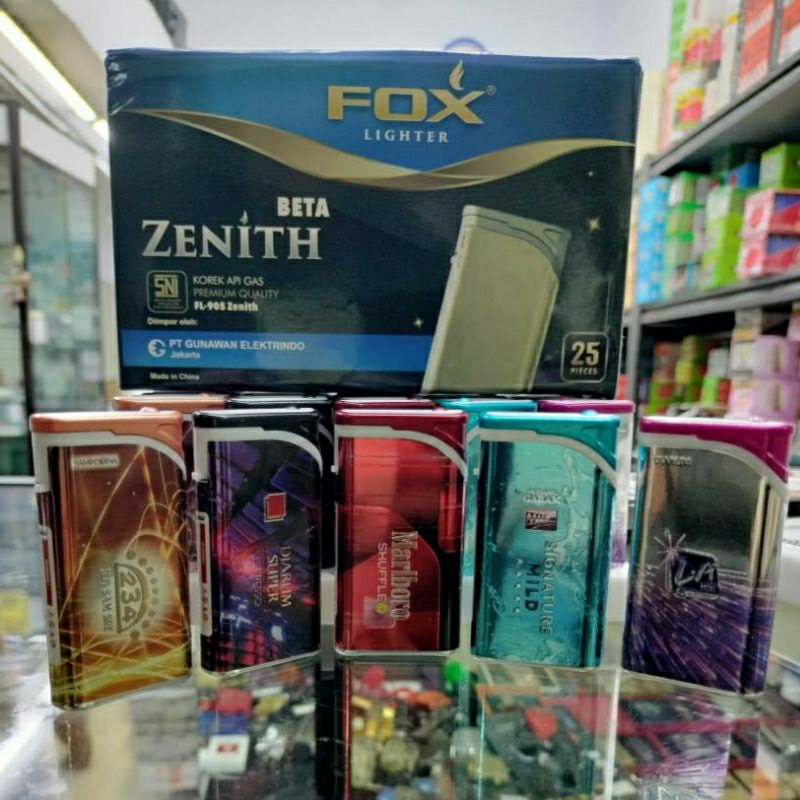 FOX®
LIGHTER
BETA
ZENITH
SNI
KOREK API GAS
PREMIUM QUALITY
FL-905 Zenith
Diimpor oleh:
PT GUNAWAN ELEKTRINDO
Jakarta
Made in China
25
PIECES
234
DJARUM
SUPER
Marlboro
SHUFFLE
SIGNATURE
MILD
LA